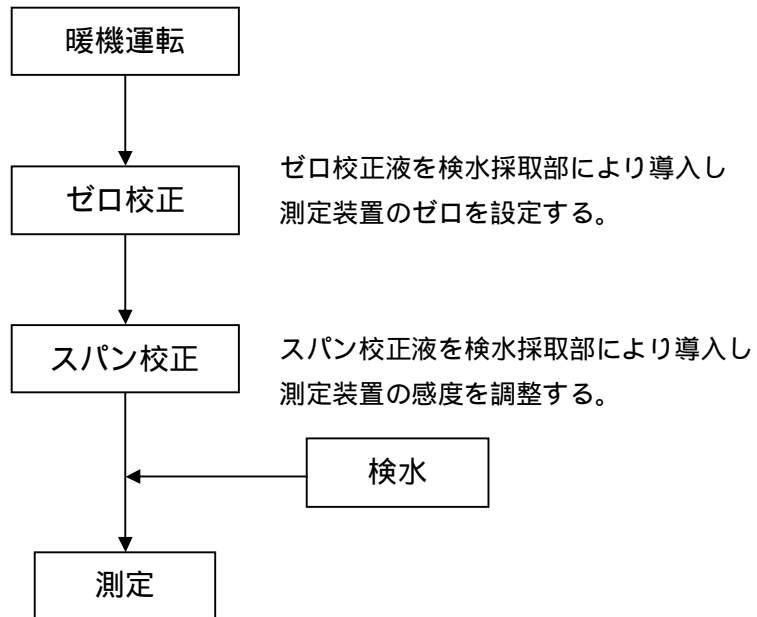 暖機運転
ゼロ校正
ゼロ校正液を検水採取部により導入し
測定装置のゼロを設定する。
スパン校正
スパン校正液を検水採取部により導入し
測定装置の感度を調整する。
検水
測定